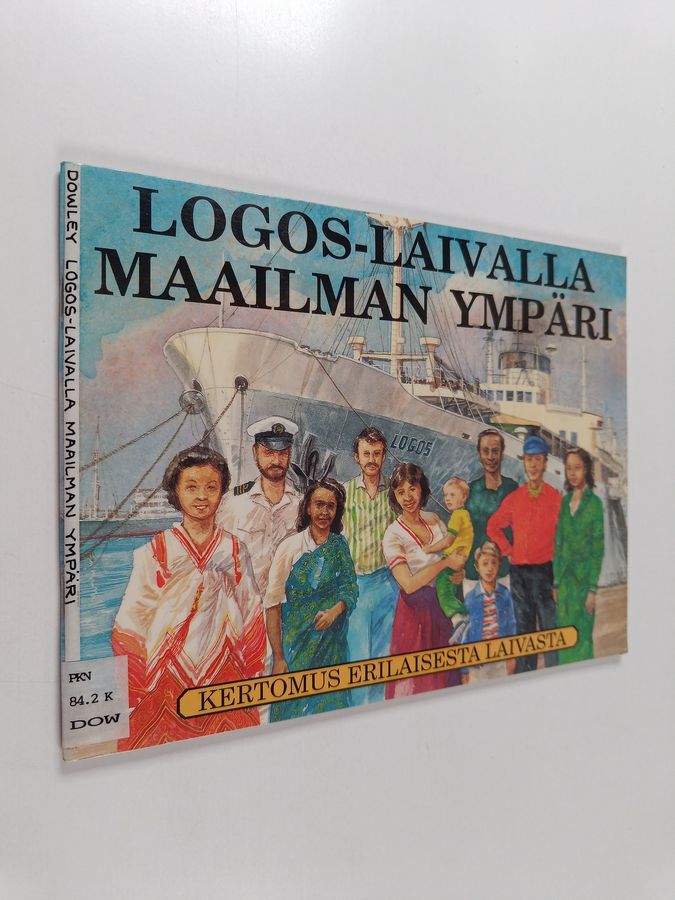 LOGOS-LAIVALLA
MAAILMAN YMPÄRI
LOGOS
KERTOMUS ERILAISESTA LAIVASTA
DOWLEY LOGOS-LAIVALLA MAAILMAN YMPÄRI
PKN
84.2 K
DOW